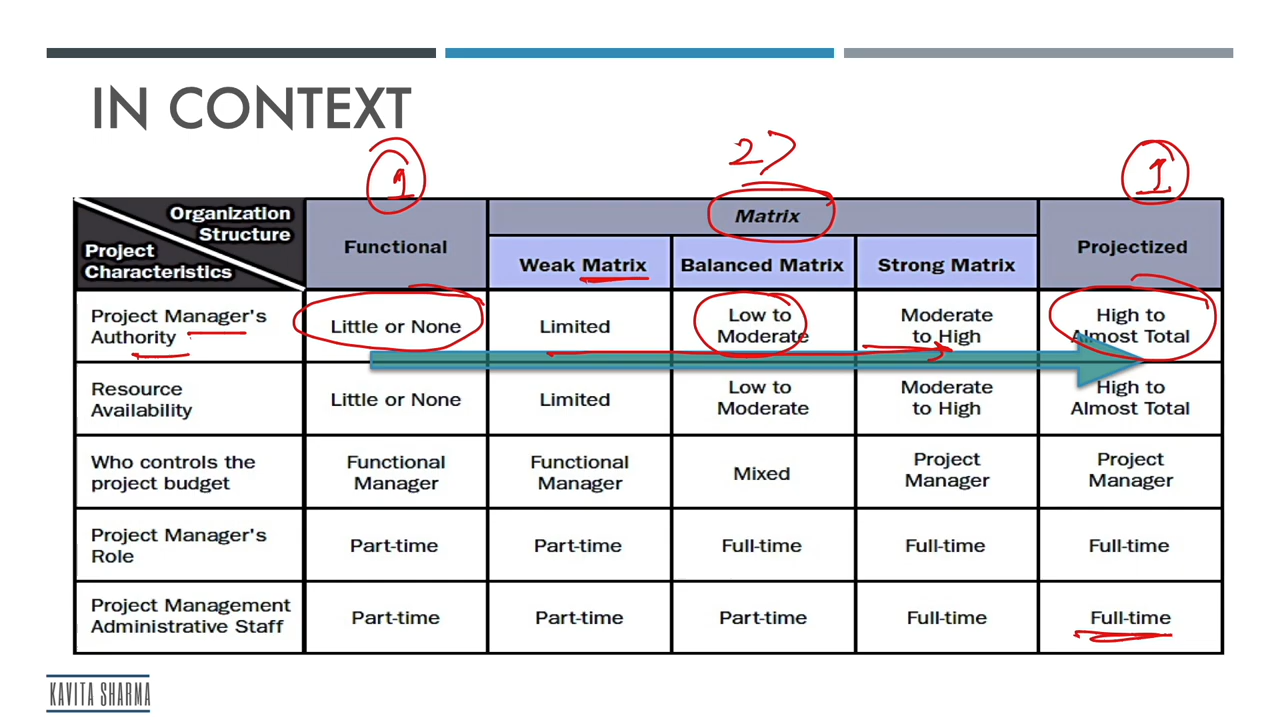 IN CONTEXT
1
2>
1
Organization
Structure
Project
Characteristics
Functional
Matrix
Weak Matrix
Balanced Matrix
Strong Matrix
Projectized
Project Manager's
Authority
Little or None
Limited
Low to
Moderate
Moderate
to High
High to
Almost Total
Resource
Availability
Little or None
Limited
Low to
Moderate
Moderate
to High
High to
Almost Total
Who controls the
project budget
Functional
Manager
Functional
Manager
Mixed
Project
Manager
Project
Manager
Project Manager's
Role
Part-time
Part-time
Full-time
Full-time
Full-time
Project Management
Administrative Staff
Part-time
Part-time
Part-time
Full-time
Full-time
KAVITA SHARMA